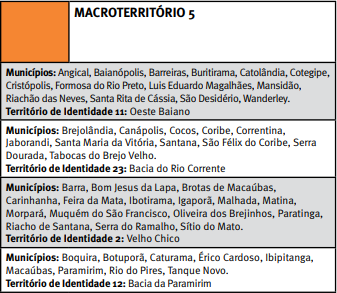 MACROTERRITÓRIO 5
Municípios: Angical, Baianópolis, Barreiras, Buritirama, Catolândia, Cotegipe,
Cristópolis, Formosa do Rio Preto, Luis Eduardo Magalhães, Mansidão,
Riachão das Neves, Santa Rita de Cássia, São Desidério, Wanderley.
Território de Identidade 11: Oeste Baiano
Municípios: Brejolândia, Canápolis, Cocos, Coribe, Correntina,
Jaborandi, Santa Maria da Vitória, Santana, São Félix do Coribe, Serra
Dourada, Tabocas do Brejo Velho.
Território de Identidade 23: Bacia do Rio Corrente
Municípios: Barra, Bom Jesus da Lapa, Brotas de Macaúbas,
Carinhanha, Feira da Mata, Ibotirama, Igaporã, Malhada, Matina,
Morpará, Muquém do São Francisco, Oliveira dos Brejinhos, Paratinga,
Riacho de Santana, Serra do Ramalho, Sítio do Mato.
Território de Identidade 2: Velho Chico
Municípios: Boquira, Botuporã, Caturama, Érico Cardoso, Ibipitanga,
Macaúbas, Paramirim, Rio do Pires, Tanque Novo.
Território de Identidade 12: Bacia da Paramirim